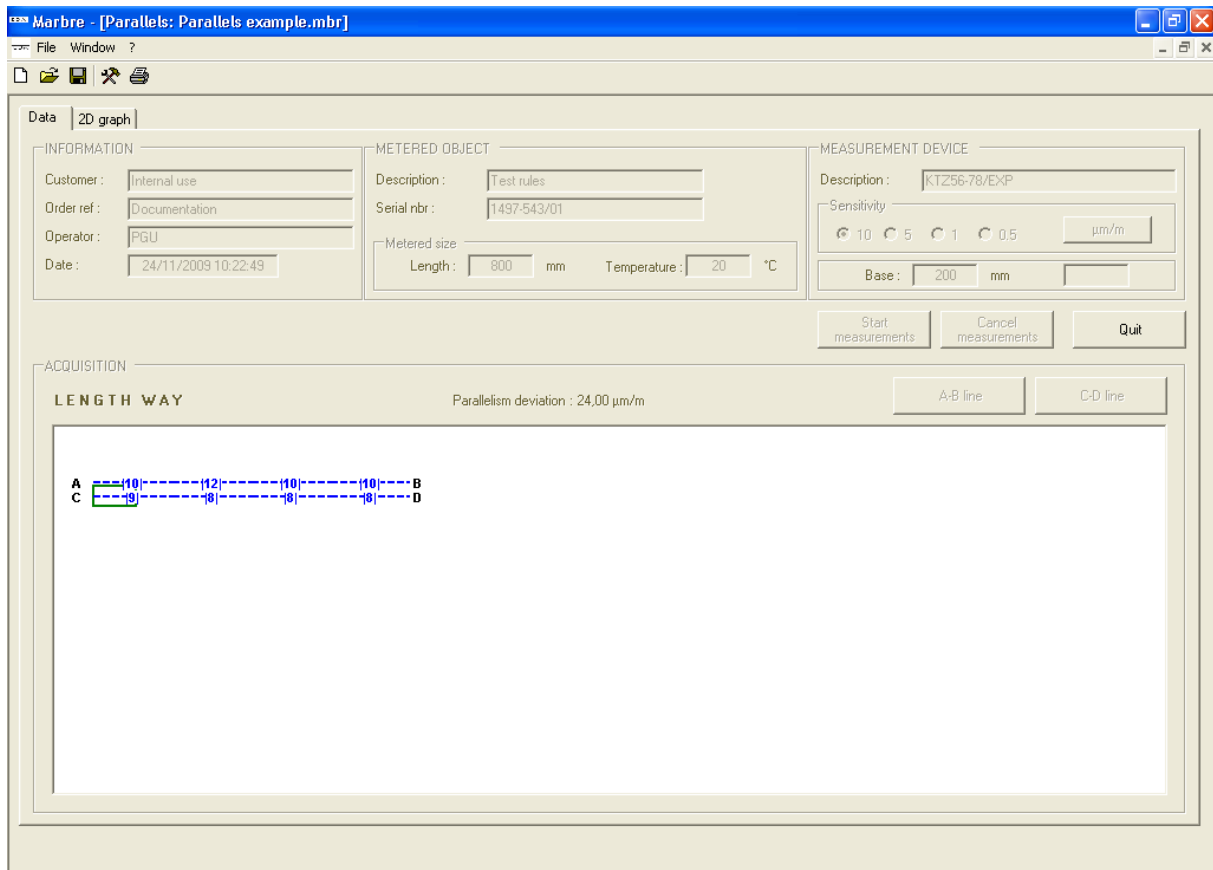 Marbre - [Parallels: Parallels example.mbr]
File Window ?
Data 2D graph
INFORMATION
Customer : Internal use
Order ref : Documentation
Operator : PGU
Date : 24/11/2009 10:22:49
METERED OBJECT
Description : Test rules
Serial nbr : 1497-543/01
Metered size
Length : 800 mm Temperature : 20 °C
MEASUREMENT DEVICE
Description : KTZ56-78/EXP
Sensitivity
10 5 1 0.5 µm/m
Base : 200 mm
Start measurements Cancel measurements Quit
ACQUISITION
LENGTH WAY Parallelism deviation : 24,00 µm/m A-B line C-D line
A ----|10|--------|12|--------|10|--------|10|---- B
C ----|9|--------|8|--------|8|--------|8|---- D